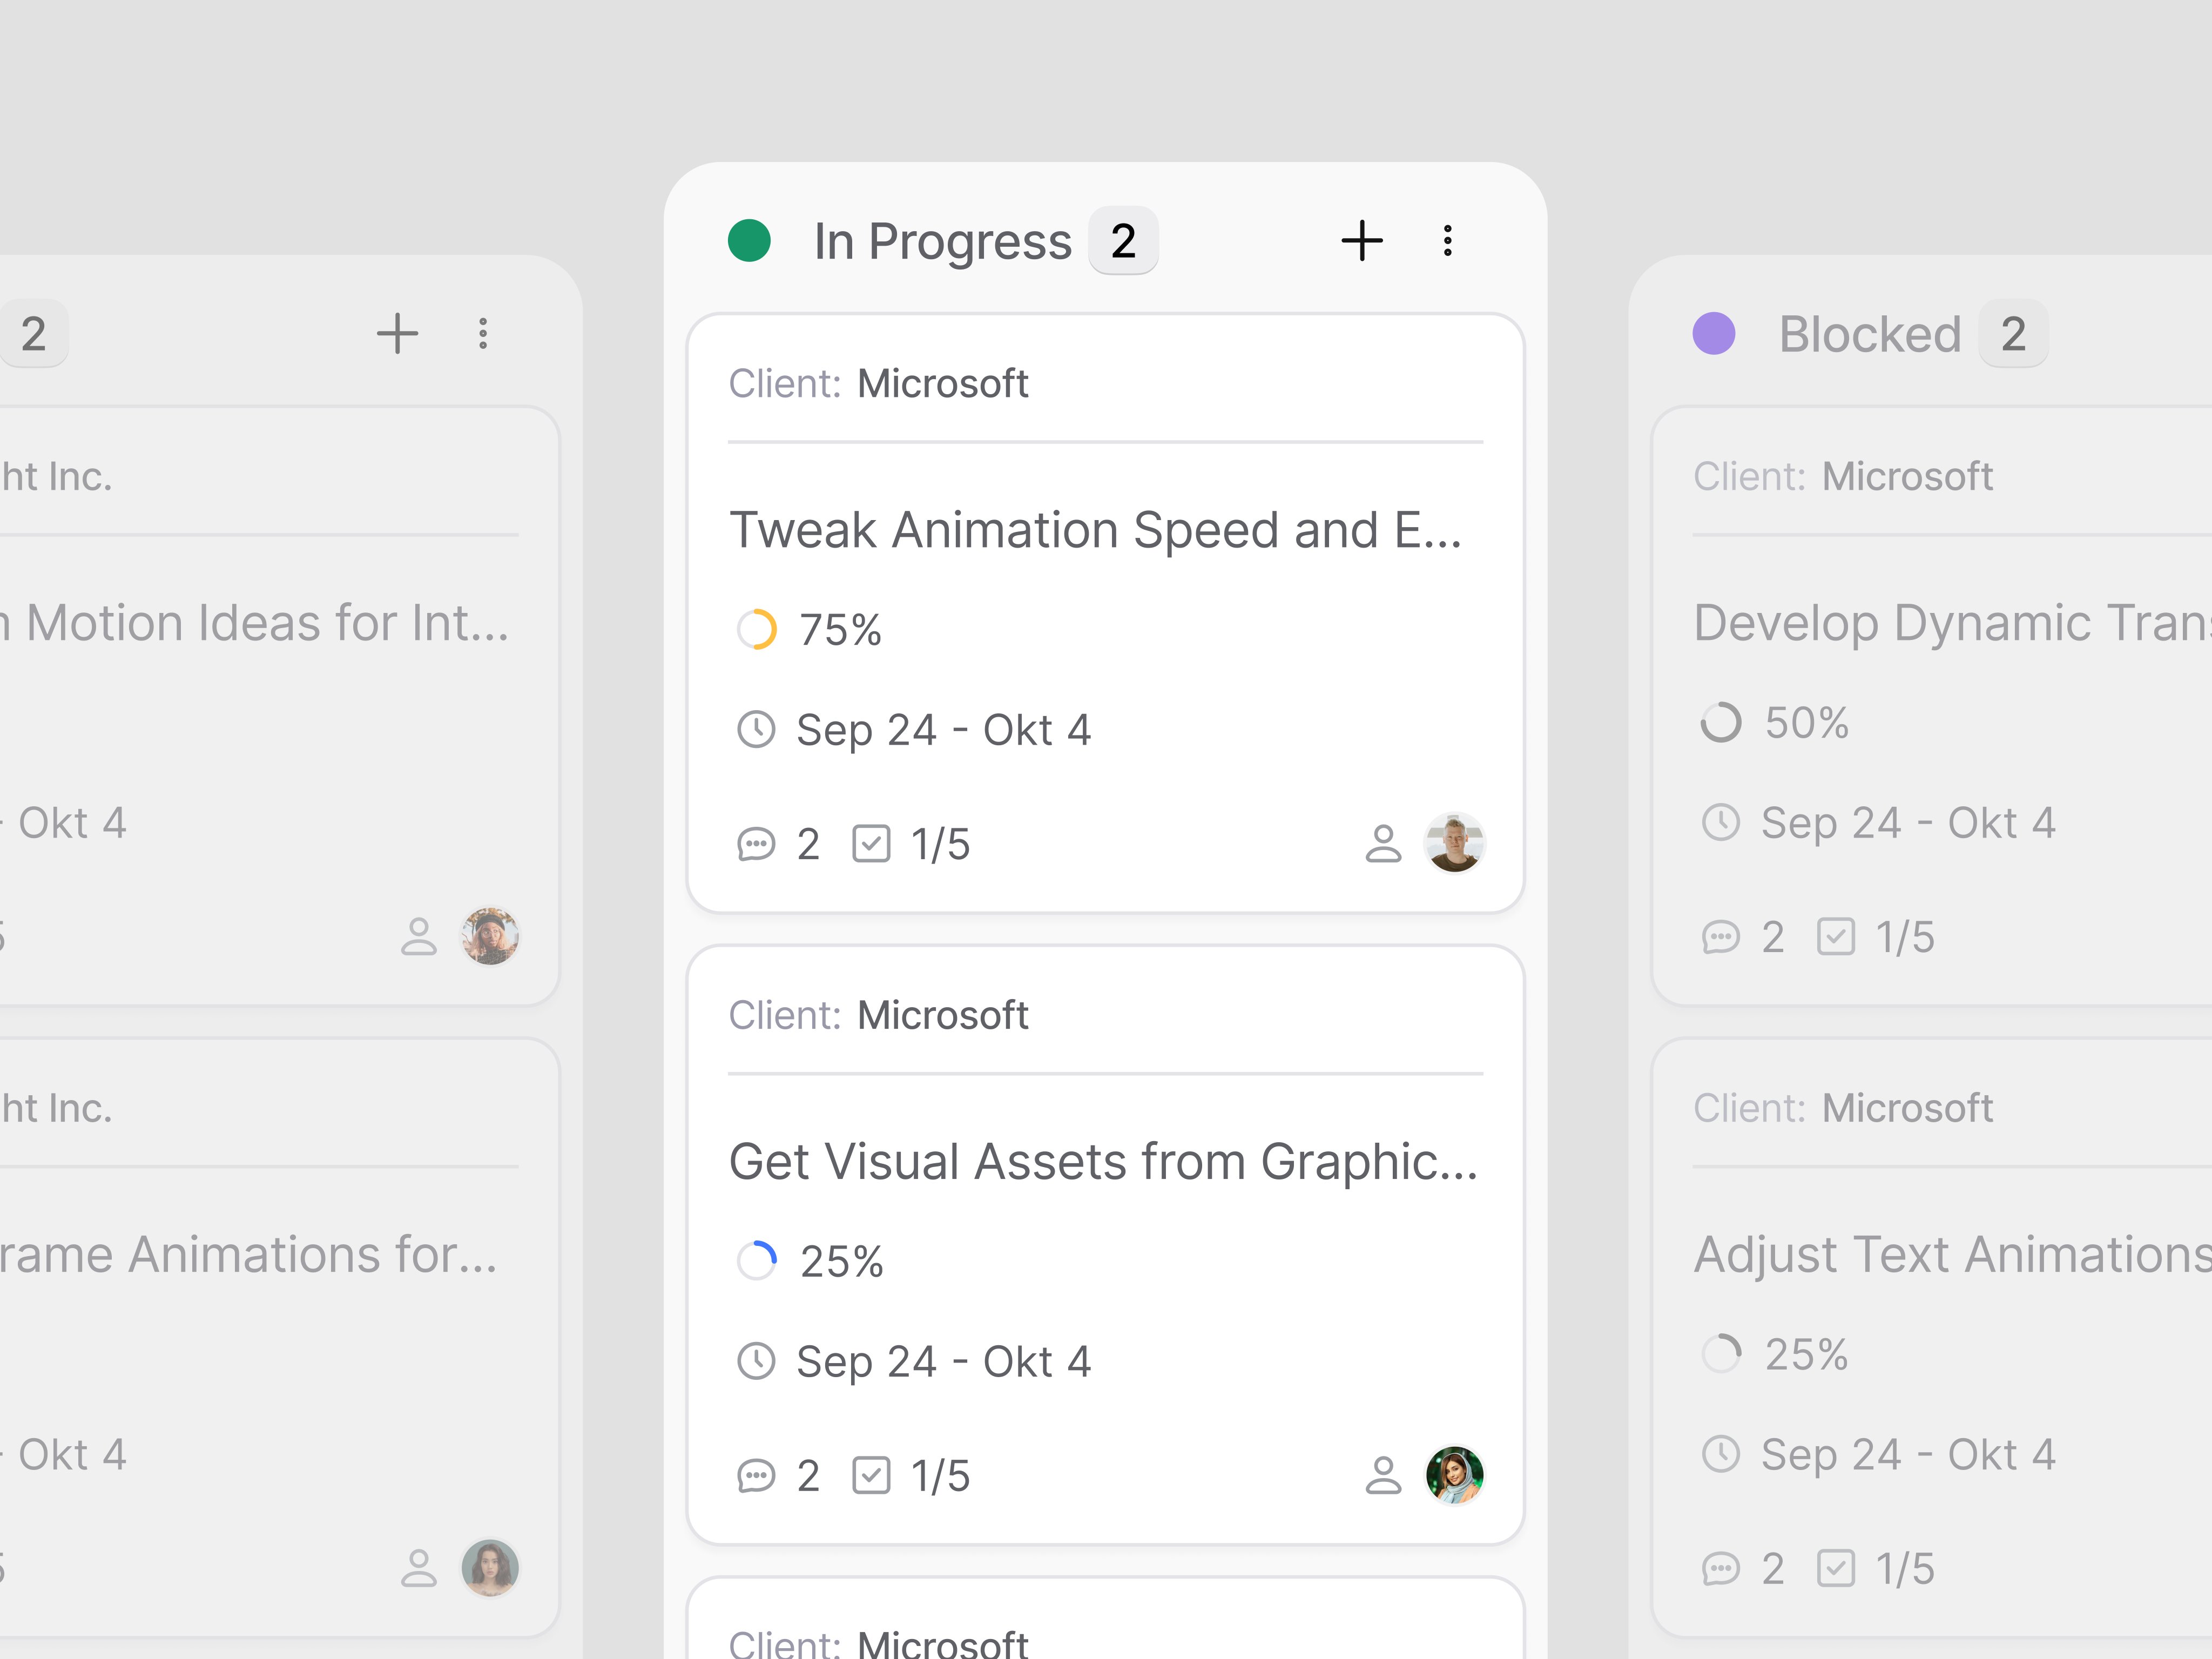 2
ht Inc.
Motion Ideas for Int...
- Okt 4
ht Inc.
rame Animations for...
- Okt 4
In Progress 2
Client: Microsoft
Tweak Animation Speed and E...
75%
Sep 24 - Okt 4
2 1/5
Client: Microsoft
Get Visual Assets from Graphic...
25%
Sep 24 - Okt 4
2 1/5
Client: Microsoft
Blocked 2
Client: Microsoft
Develop Dynamic Trans
50%
Sep 24 - Okt 4
2 1/5
Client: Microsoft
Adjust Text Animations
25%
Sep 24 - Okt 4
2 1/5